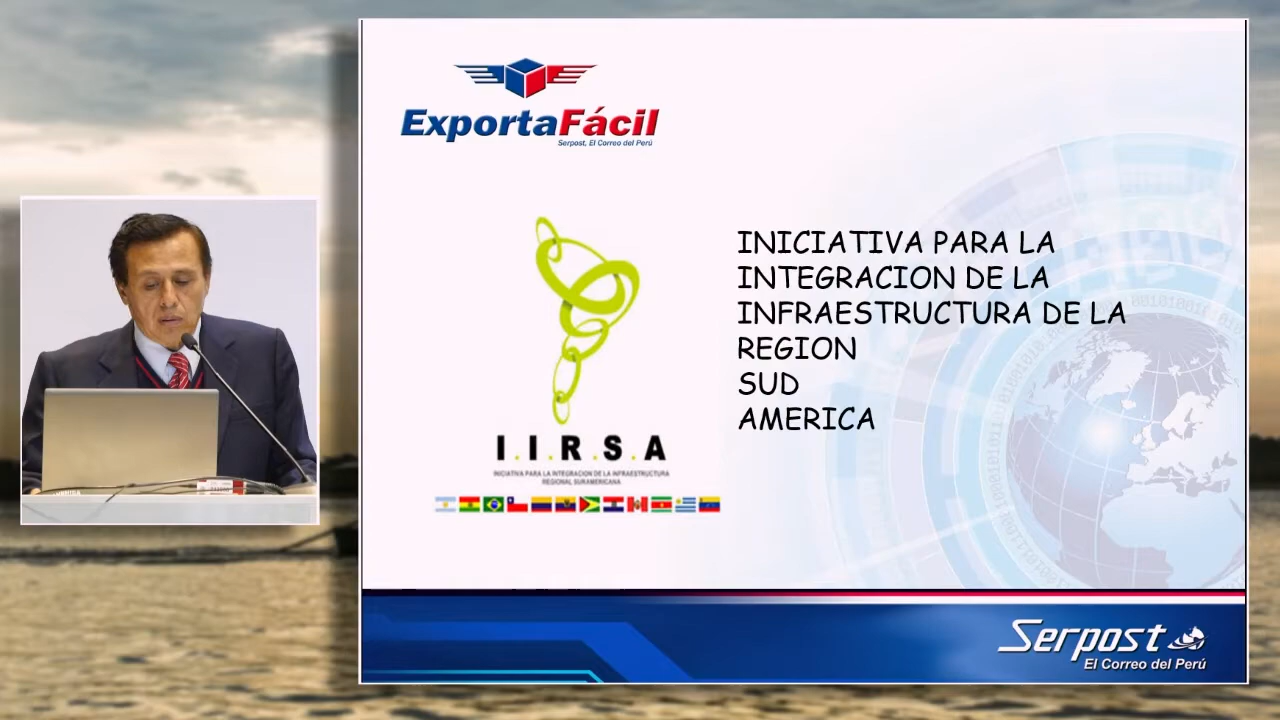 ExportaFácil
Serpost, El Correo del Perú
INICIATIVA PARA LA
INTEGRACION DE LA
INFRAESTRUCTURA DE LA
REGION
SUD
AMERICA
I.I.R.S.A
INICIATIVA PARA LA INTEGRACION DE LA INFRAESTRUCTURA
REGIONAL SURAMERICANA
Serpost
El Correo del Perú